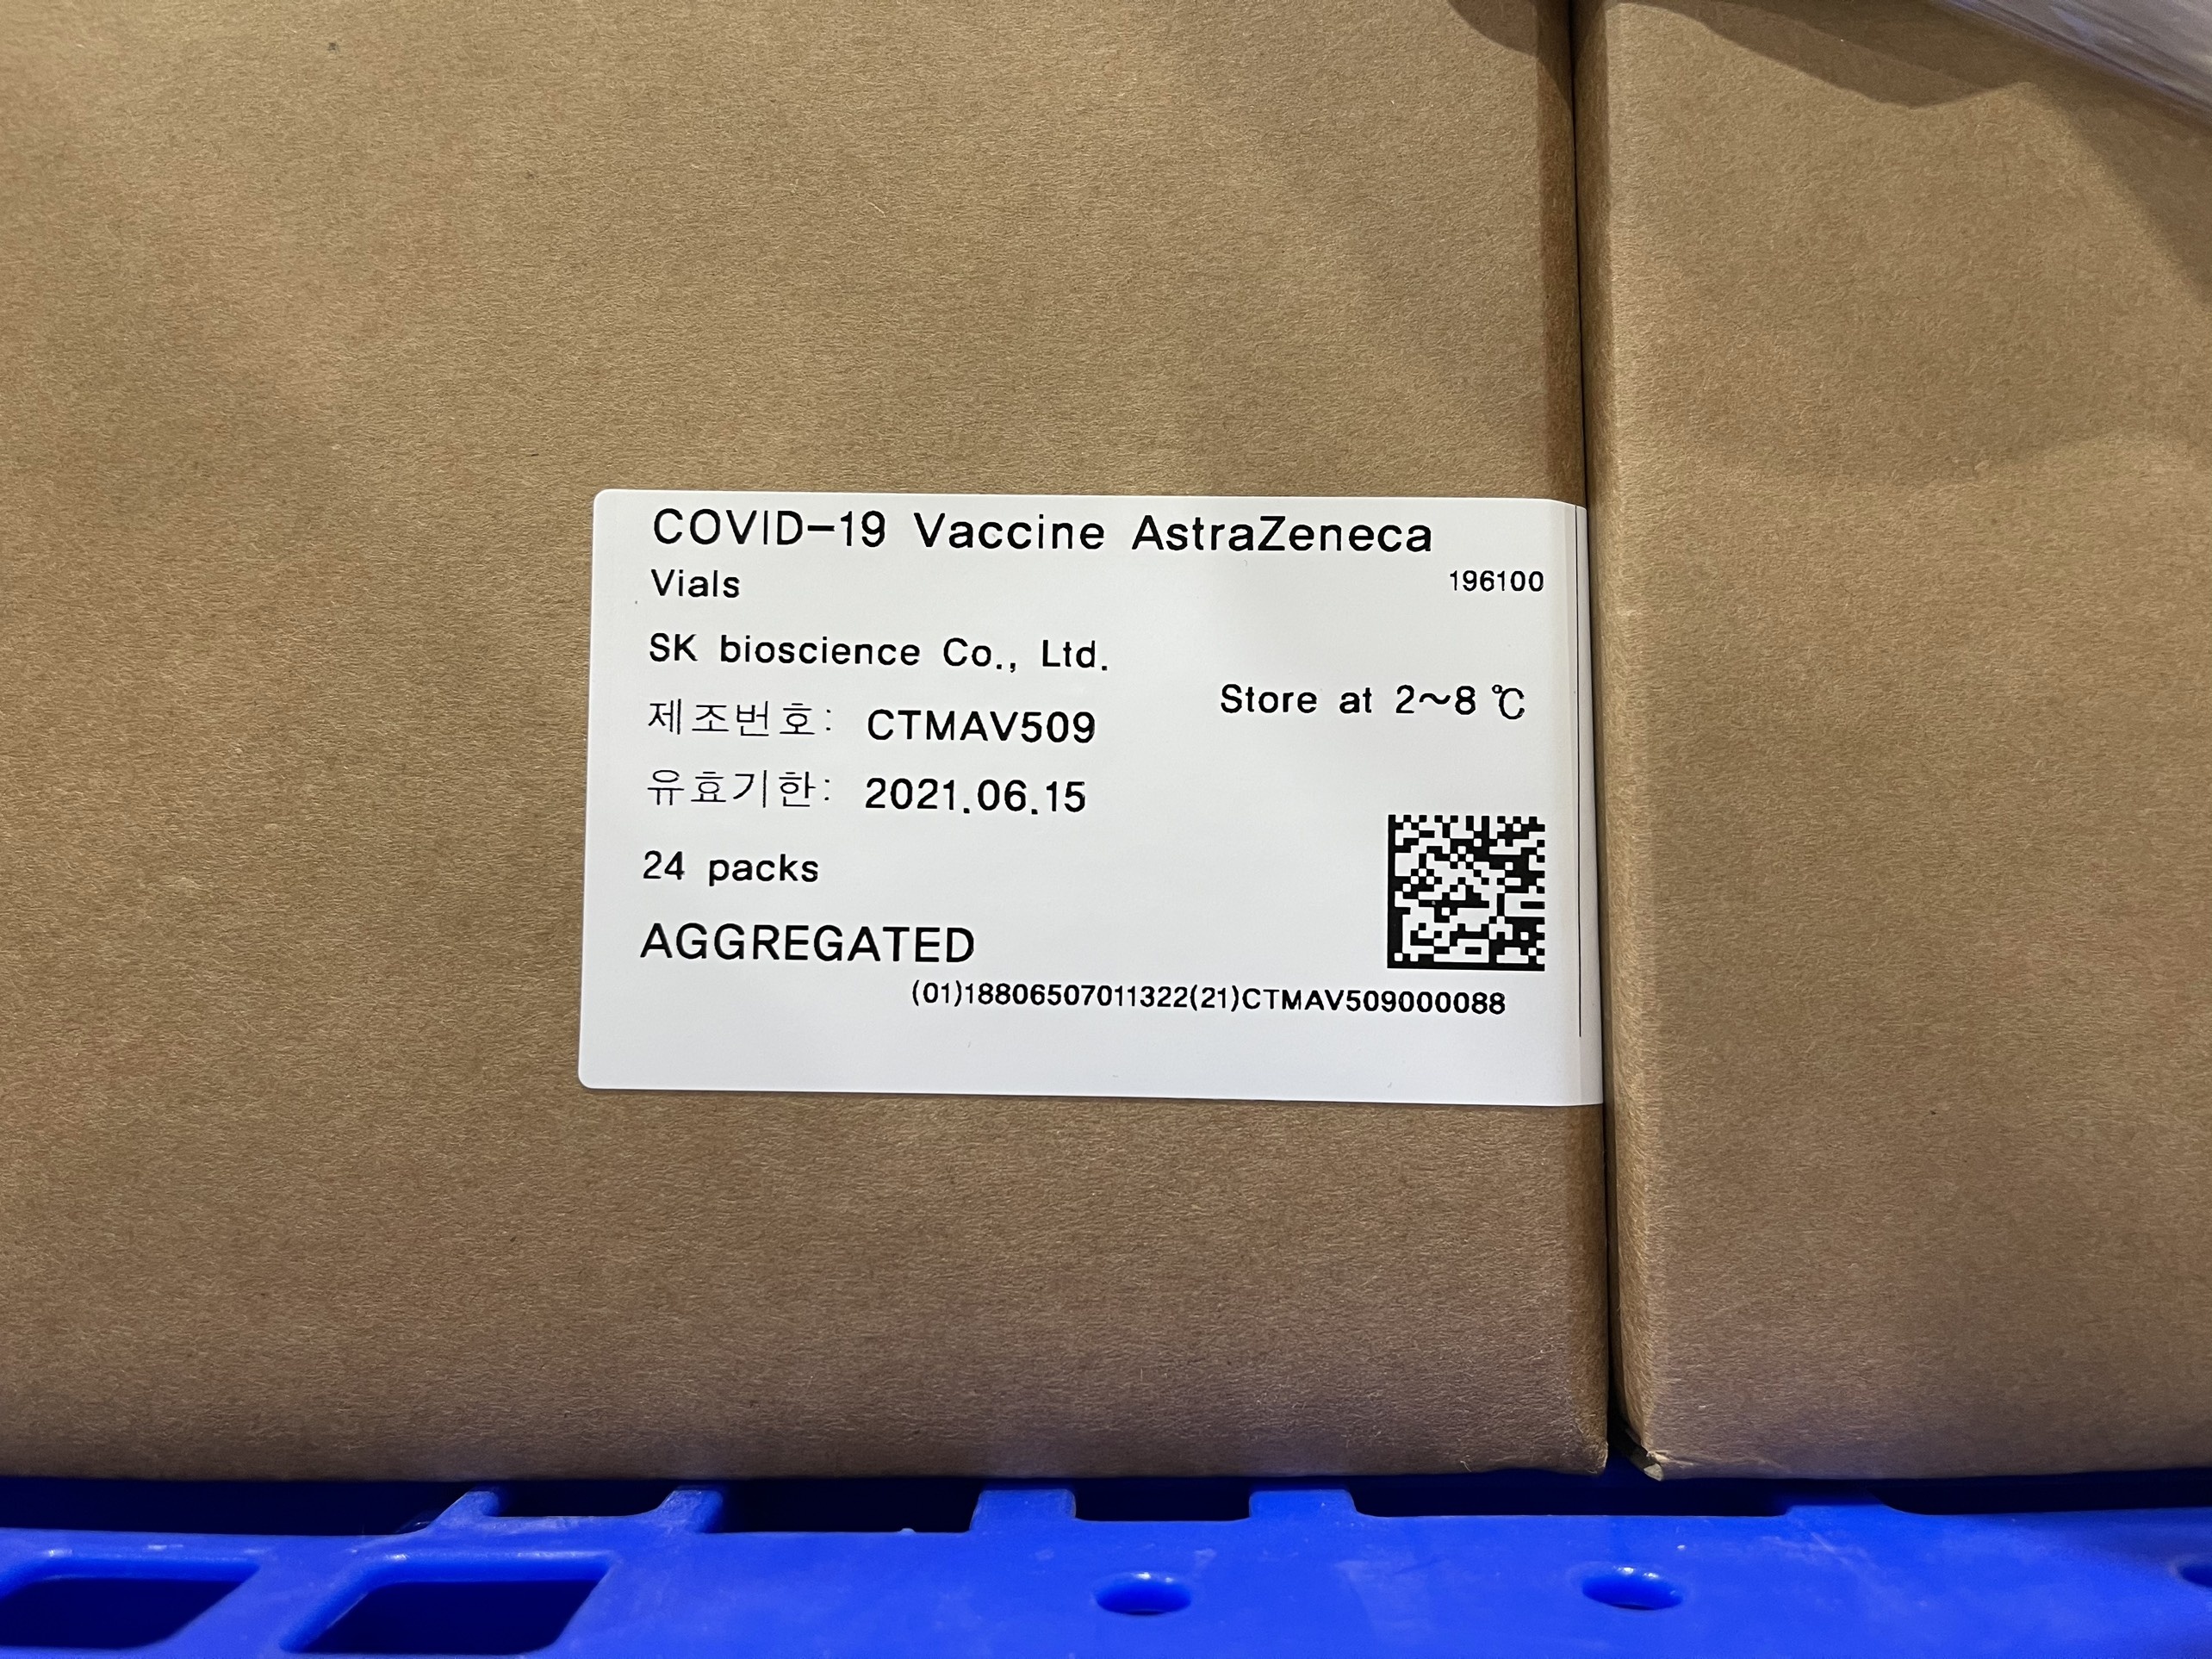 COVID-19 Vaccine AstraZeneca
Vials
196100
SK bioscience Co., Ltd.
Store at 2~8 ℃
제조번호: CTMAV509
유효기한: 2021.06.15
24 packs
AGGREGATED
(01)18806507011322(21)CTMAV509000088